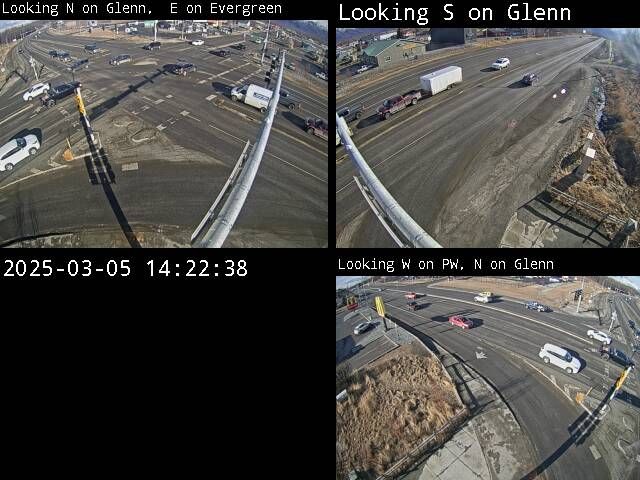 Looking N on Glenn,  E on Evergreen
Looking S on Glenn
2025-03-05 14:22:38
Looking W on PW, N on Glenn